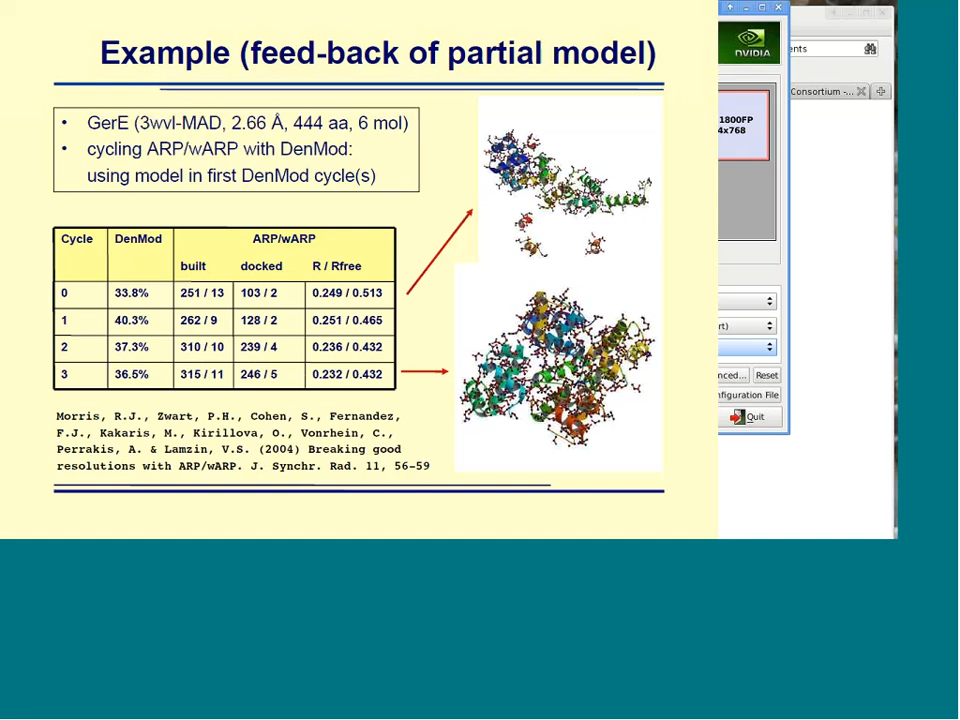 Example (feed-back of partial model)
• GerE (3wvl-MAD, 2.66 Å, 444 aa, 6 mol)
• cycling ARP/wARP with DenMod:
using model in first DenMod cycle(s)
Cycle DenMod ARP/wARP
built docked R / Rfree
0 33.8% 251 / 13 103 / 2 0.249 / 0.513
1 40.3% 262 / 9 128 / 2 0.251 / 0.465
2 37.3% 310 / 10 239 / 4 0.236 / 0.432
3 36.5% 315 / 11 246 / 5 0.232 / 0.432
Morris, R.J., Zwart, P.H., Cohen, S., Fernandez,
F.J., Kakaris, M., Kirillova, O., Vonrhein, C.,
Perrakis, A. & Lamzin, V.S. (2004) Breaking good
resolutions with ARP/wARP. J. Synchr. Rad. 11, 56-59
NVIDIA
1800FP
4x768
rt)
nced... Reset
nfiguration File
Quit
ents
Consortium -...